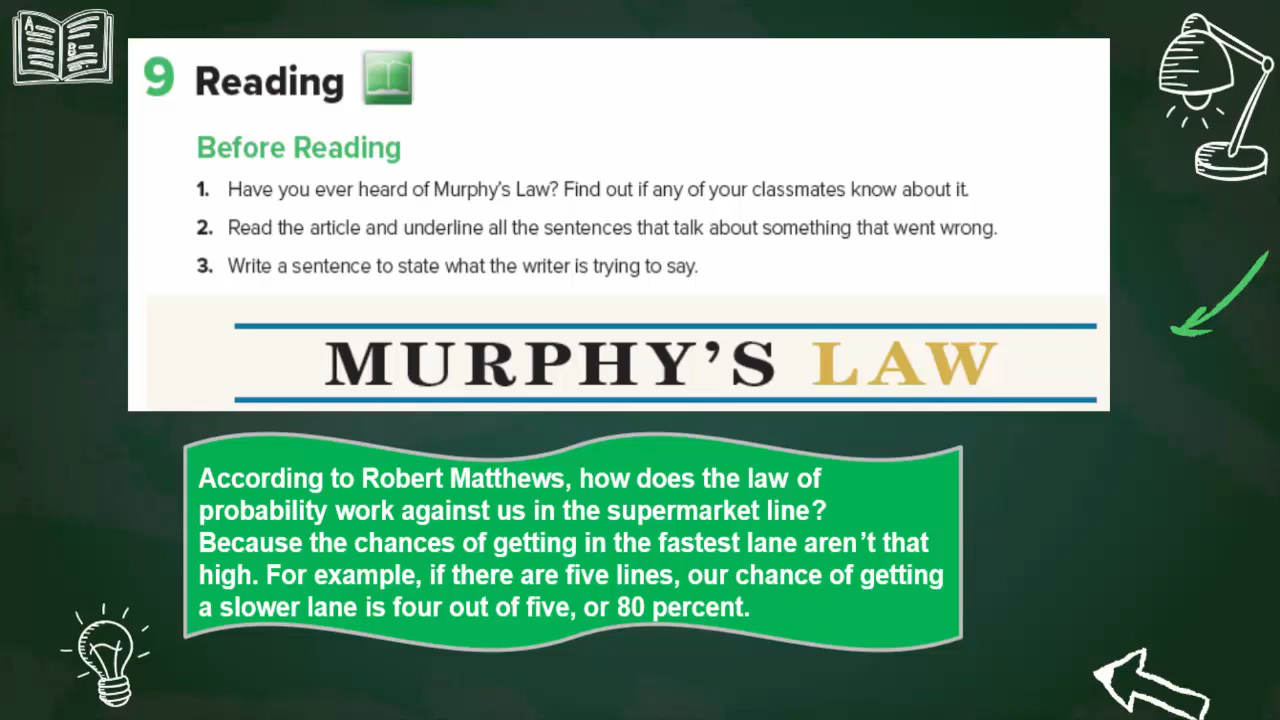 9 Reading
Before Reading
1. Have you ever heard of Murphy's Law? Find out if any of your classmates know about it.
2. Read the article and underline all the sentences that talk about something that went wrong.
3. Write a sentence to state what the writer is trying to say.
MURPHY'S LAW
According to Robert Matthews, how does the law of
probability work against us in the supermarket line?
Because the chances of getting in the fastest lane aren't that
high. For example, if there are five lines, our chance of getting
a slower lane is four out of five, or 80 percent.